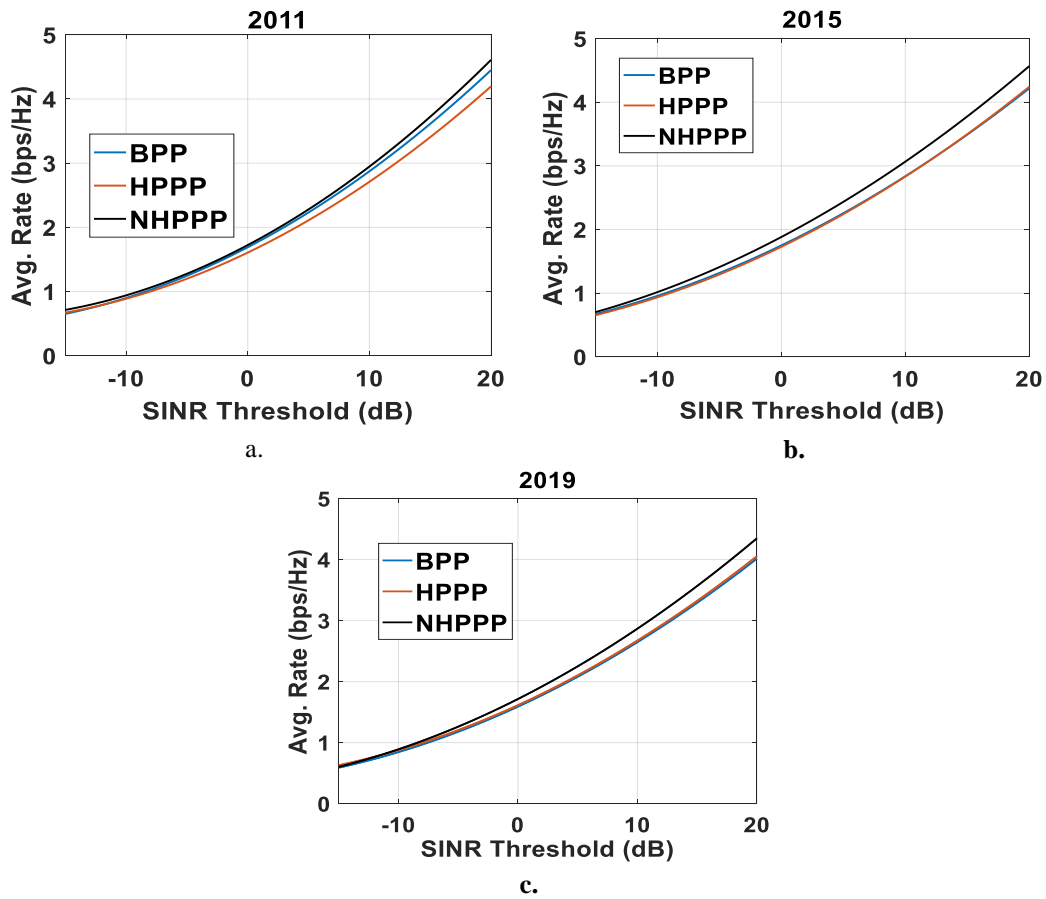 2011
5
4
3
2
1
0
Avg. Rate (bps/Hz)
BPP
HPPP
NHPPP
-10 0 10 20
SINR Threshold (dB)
a.
2015
5
4
3
2
1
0
Avg. Rate (bps/Hz)
BPP
HPPP
NHPPP
-10 0 10 20
SINR Threshold (dB)
b.
2019
5
4
3
2
1
0
Avg. Rate (bps/Hz)
BPP
HPPP
NHPPP
-10 0 10 20
SINR Threshold (dB)
c.